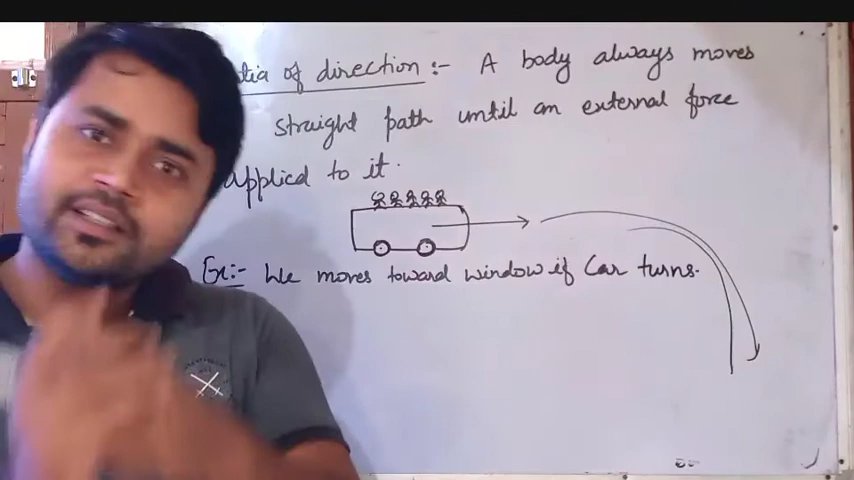 of direction :- A body always moves
straight path until an external force
applied to it.
Ex:- We moves toward window if Car turns.